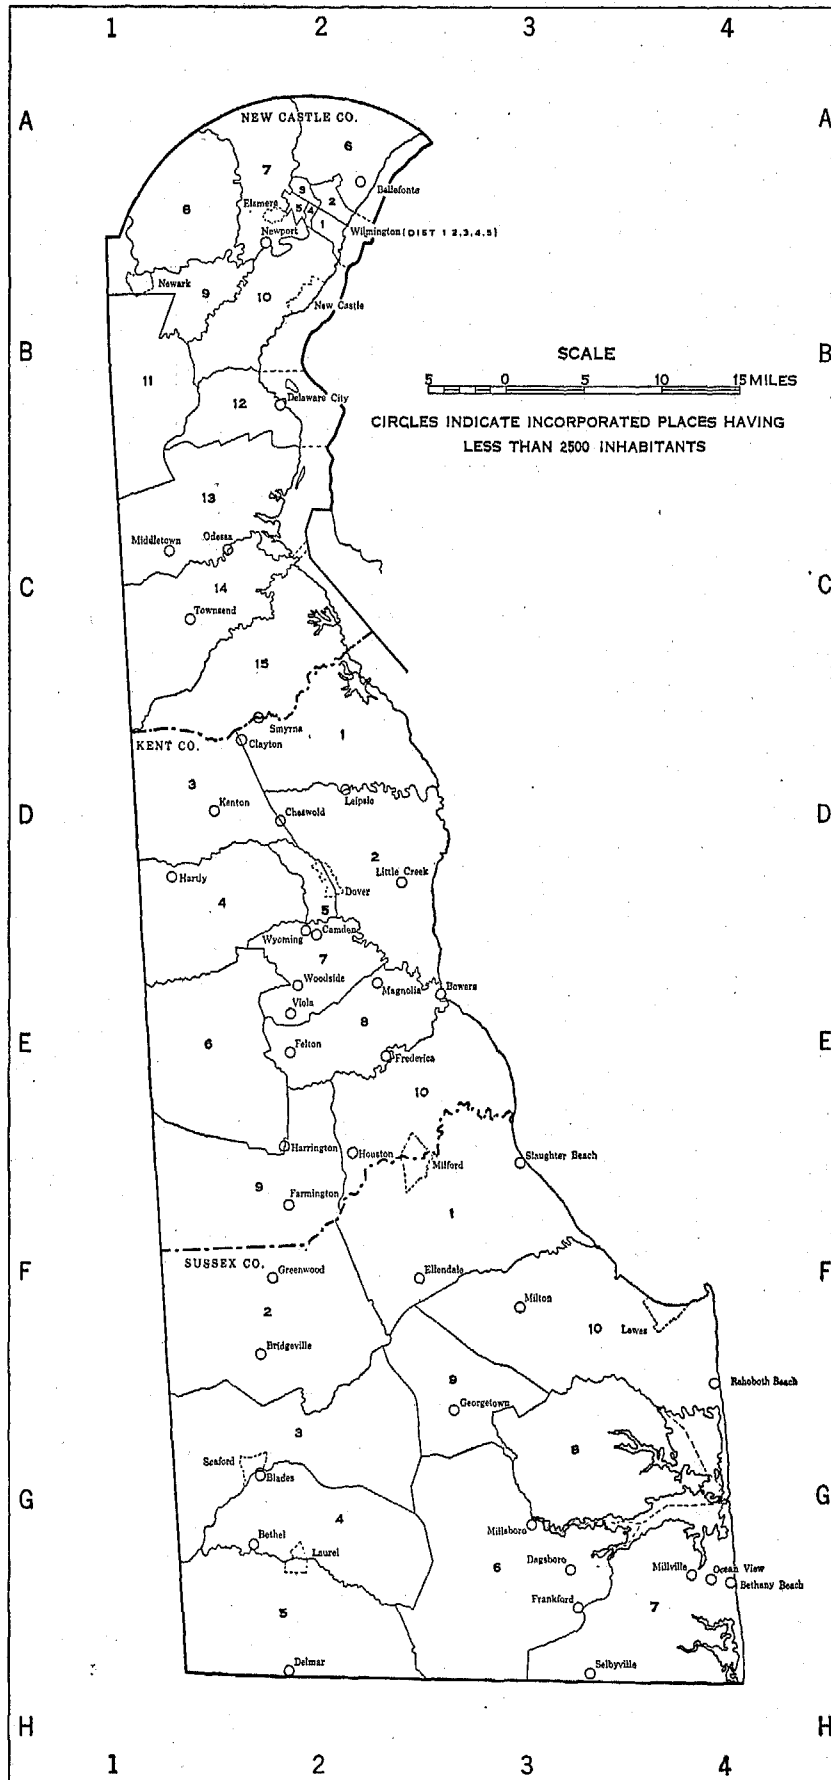 1 2 3 4
A A
NEW CASTLE CO.
6
7
Bellefonte
8
3
2
Elsmere
5
4
1
Wilmington (DIST 1 2,3,4,5)
Newport
Newark
9
10
New Castle
B B
SCALE
5 0 5 10 15 MILES
11
12
Delaware City
CIRCLES INDICATE INCORPORATED PLACES HAVING
LESS THAN 2500 INHABITANTS
13
Middletown
Odessa
C C
14
Townsend
15
Smyrna
KENT CO.
Clayton
1
3
Kenton
Leipsic
D D
Cheswold
2
Hartly
Little Creek
4
Dover
5
Wyoming
Camden
7
Woodside
Magnolia
Bowers
Viola
8
E E
6
Felton
Frederica
10
Harrington
Houston
Milford
Slaughter Beach
9
Farmington
1
SUSSEX CO.
F F
Greenwood
Ellendale
Milton
2
10
Lewes
Bridgeville
9
Rehoboth Beach
Georgetown
3
8
Seaford
Blades
G G
4
Millsboro
Bethel
Laurel
6
Dagsboro
Millville
Ocean View
Bethany Beach
Frankford
5
7
Delmar
Selbyville
H H
1 2 3 4